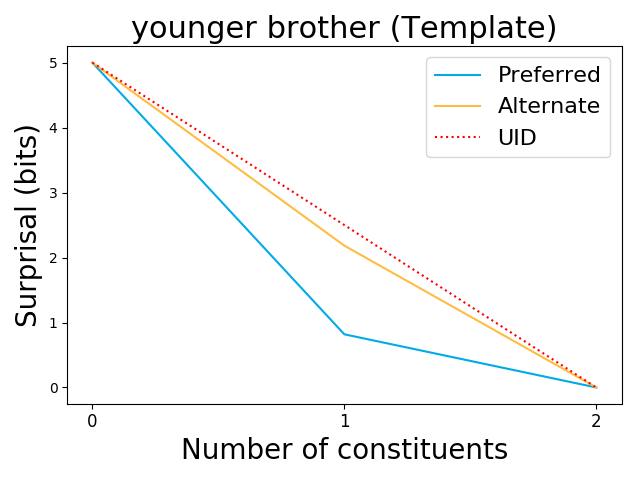 younger brother (Template)
Preferred
Alternate
UID
Surprisal (bits)
5
4
3
2
1
0
0 1 2
Number of constituents